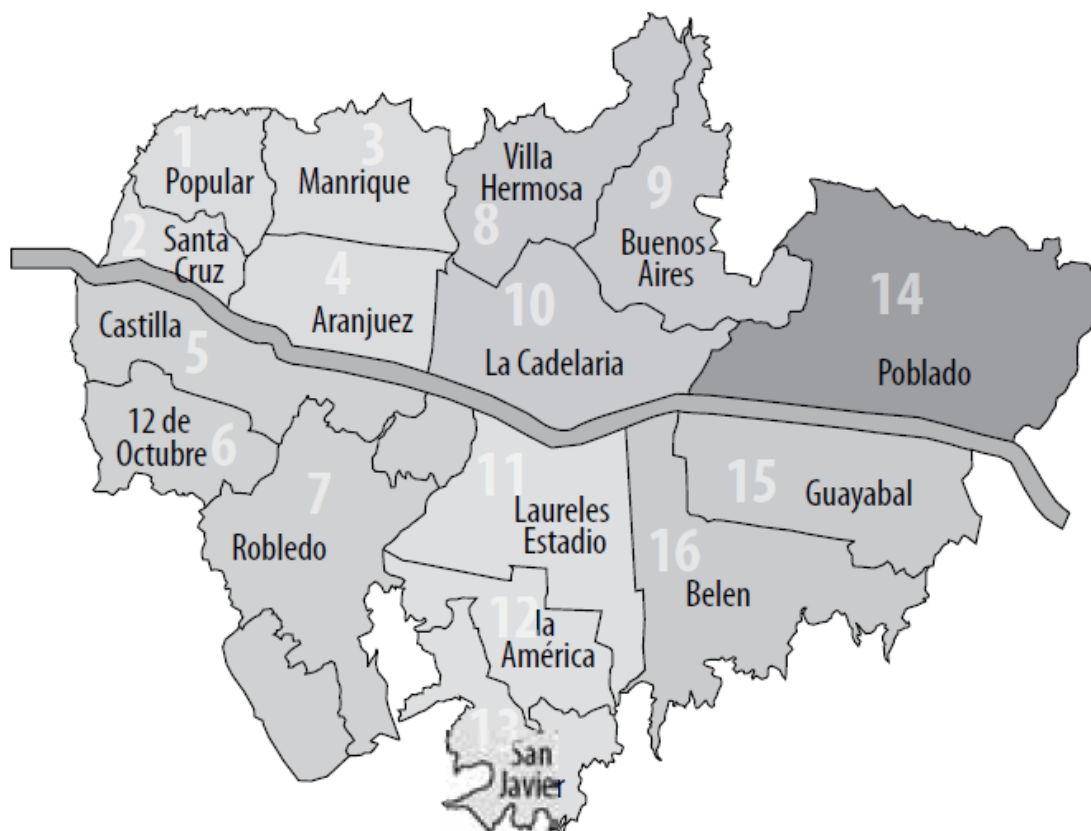 1
Popular
2
Santa
Cruz
3
Manrique
4
Aranjuez
Castilla
5
12 de
Octubre
6
7
Robledo
Villa
Hermosa
8
9
Buenos
Aires
10
La Cadelaria
11
Laureles
Estadio
12
la
América
13
San
Javier
14
Poblado
15
Guayabal
16
Belen